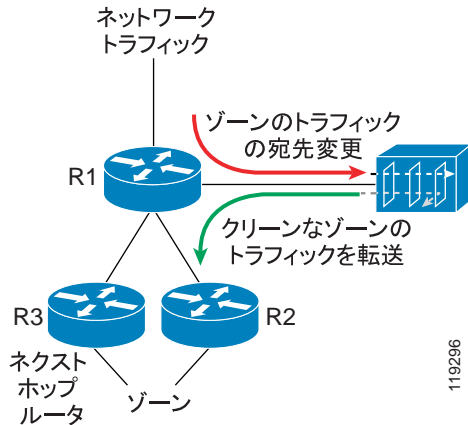 ネットワーク
トラフィック
ゾーンのトラフィック
の宛先変更
R1
クリーンなゾーンの
トラフィックを転送
R3
R2
ネクスト
ホップ
ルータ
ゾーン
119296